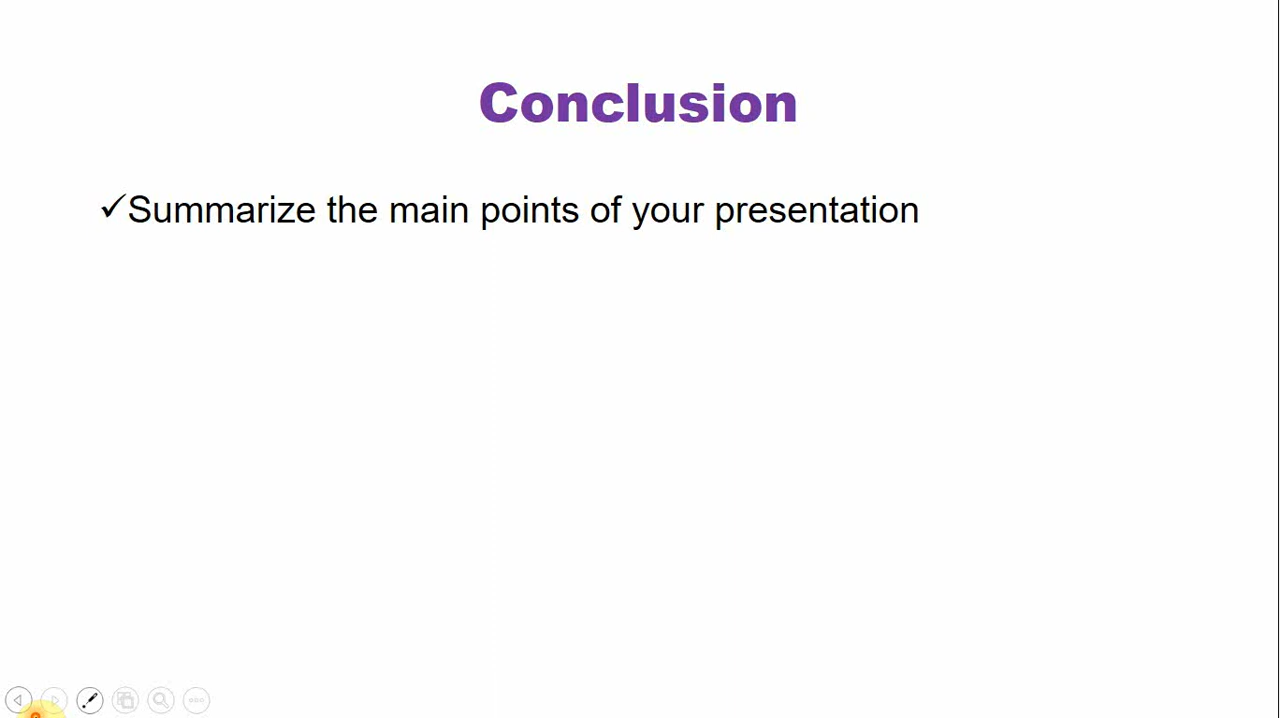 Conclusion
✓Summarize the main points of your presentation